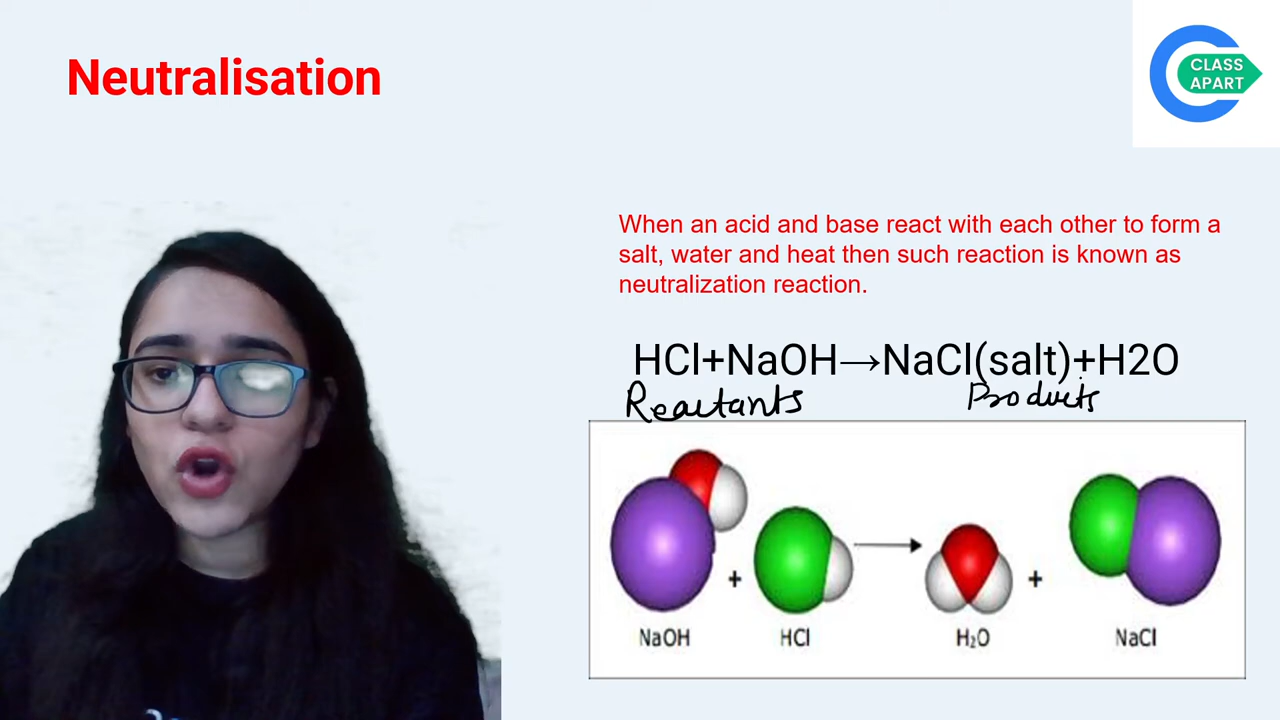 Neutralisation
CLASS
APART
When an acid and base react with each other to form a
salt, water and heat then such reaction is known as
neutralization reaction.
HCl+NaOH→NaCl(salt)+H2O
Reactants
Products
+
+
NaOH
HCl
H₂O
NaCl